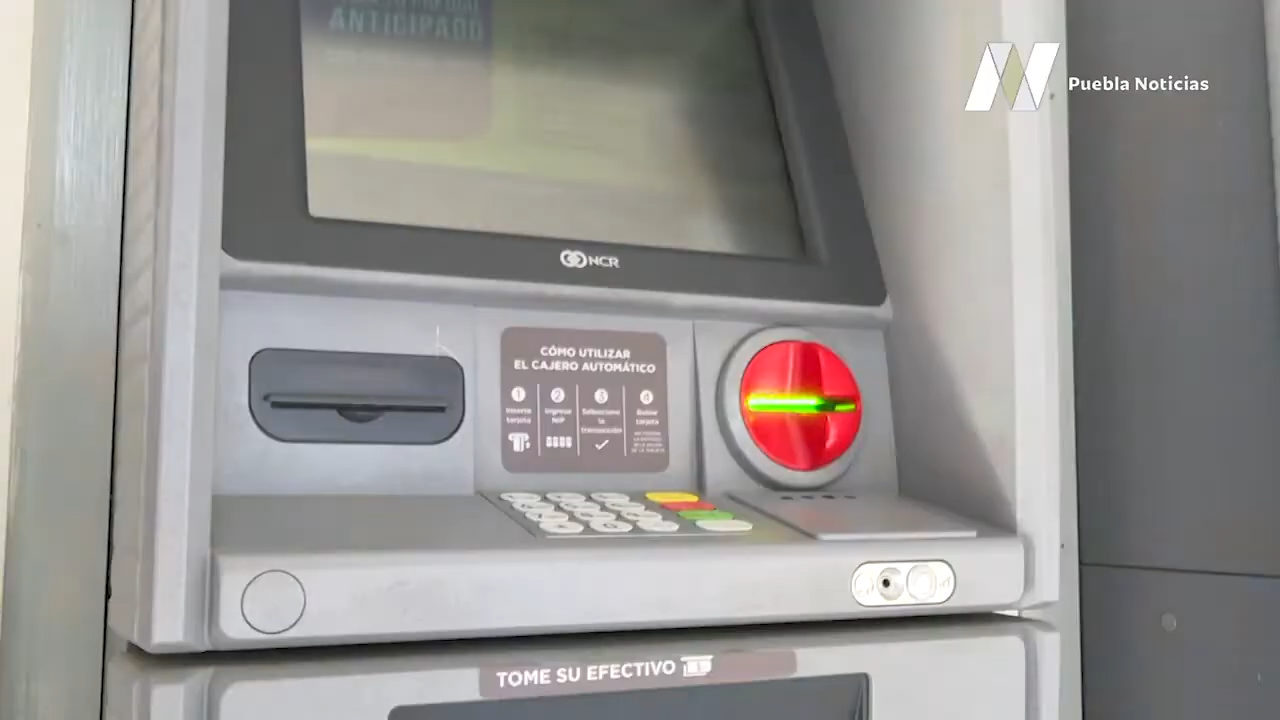 ANTICIPADO
Puebla Noticias
NCR
CÓMO UTILIZAR
EL CAJERO AUTOMÁTICO
1 2 3 4
Inserte
tarjeta
Ingrese
NIP
Seleccione
la
transacción
Retirar
tarjeta
TOME SU EFECTIVO